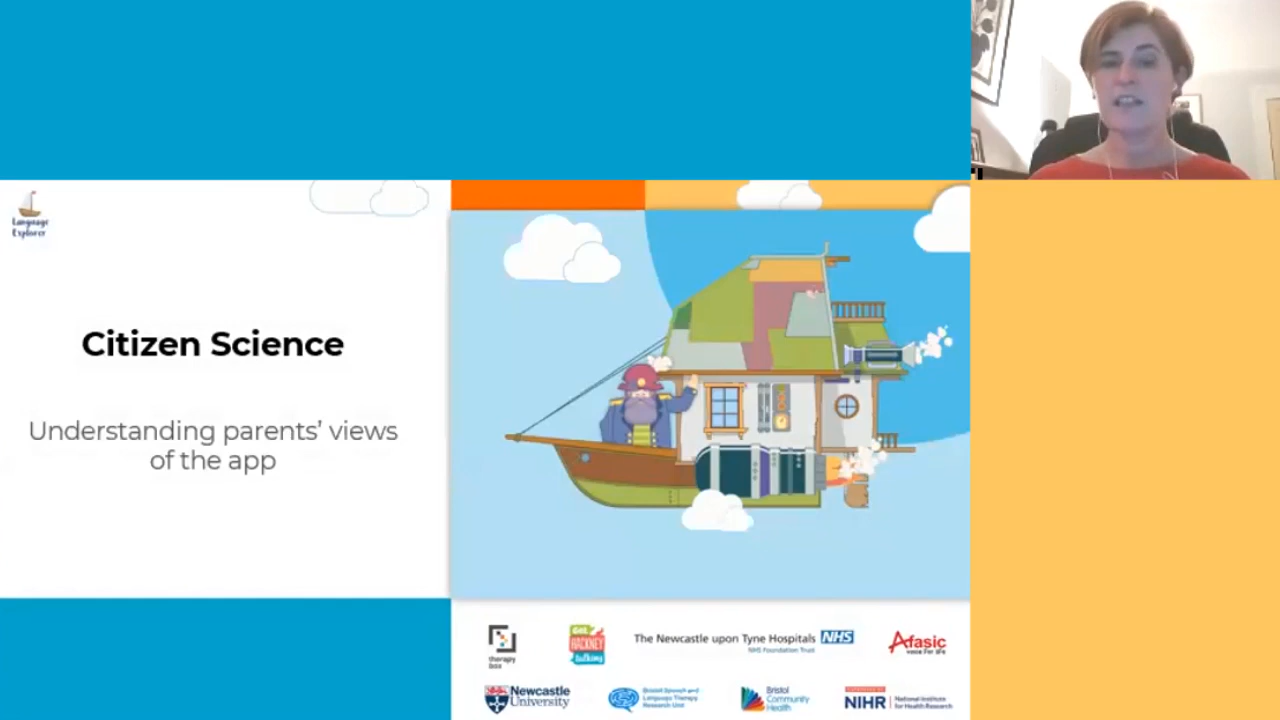 Language
Explorer
Citizen Science
Understanding parents’ views
of the app
therapy
box
Get
HACKNEY
talking
The Newcastle upon Tyne Hospitals NHS
NHS Foundation Trust
Afasic
voice for life
Newcastle
University
Bristol Speech and
Language Therapy
Research Unit
Bristol
Community
Health
NIHR | National Institute
for Health Research